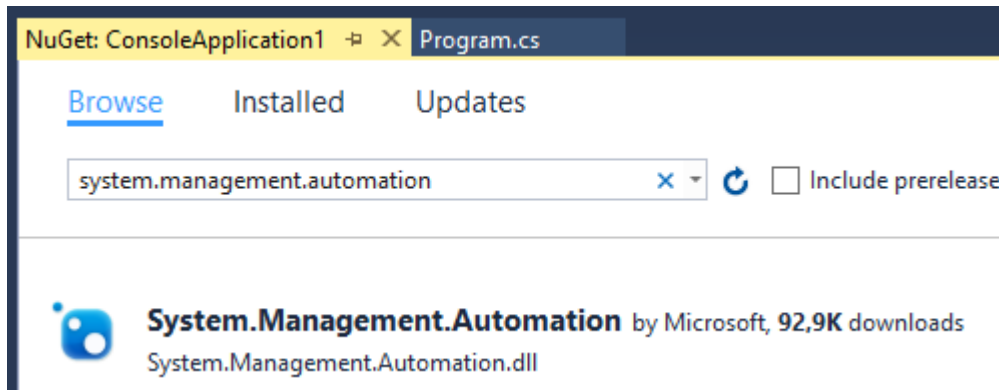 NuGet: ConsoleApplication1 Program.cs
Browse Installed Updates
system.management.automation Include prerelease
System.Management.Automation by Microsoft, 92,9K downloads
System.Management.Automation.dll